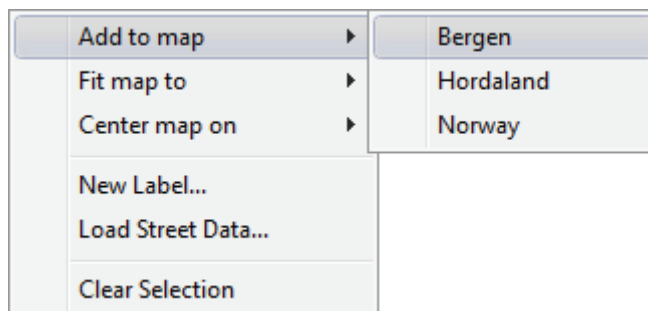 Add to map
Fit map to
Center map on
New Label...
Load Street Data...
Clear Selection
Bergen
Hordaland
Norway